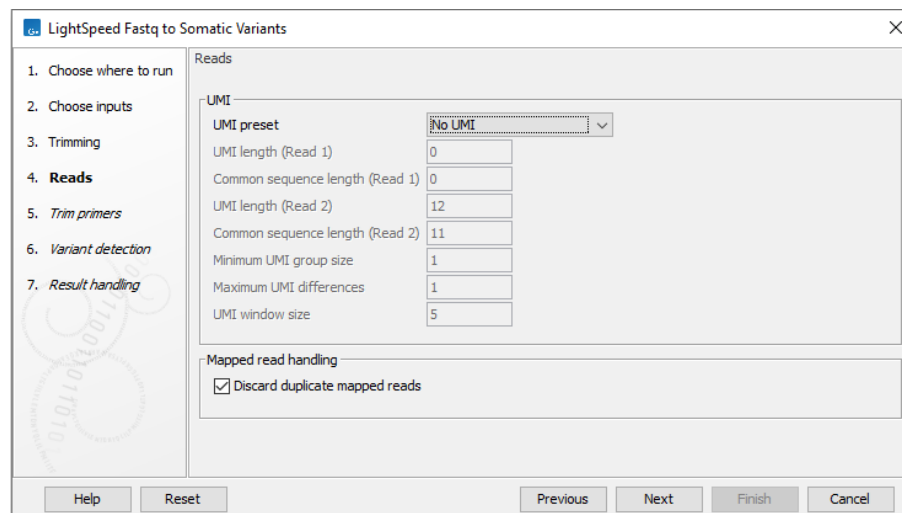 LightSpeed Fastq to Somatic Variants
1. Choose where to run
2. Choose inputs
3. Trimming
4. Reads
5. Trim primers
6. Variant detection
7. Result handling
Reads
UMI
UMI preset No UMI
UMI length (Read 1) 0
Common sequence length (Read 1) 0
UMI length (Read 2) 12
Common sequence length (Read 2) 11
Minimum UMI group size 1
Maximum UMI differences 1
UMI window size 5
Mapped read handling
Discard duplicate mapped reads
Help Reset Previous Next Finish Cancel